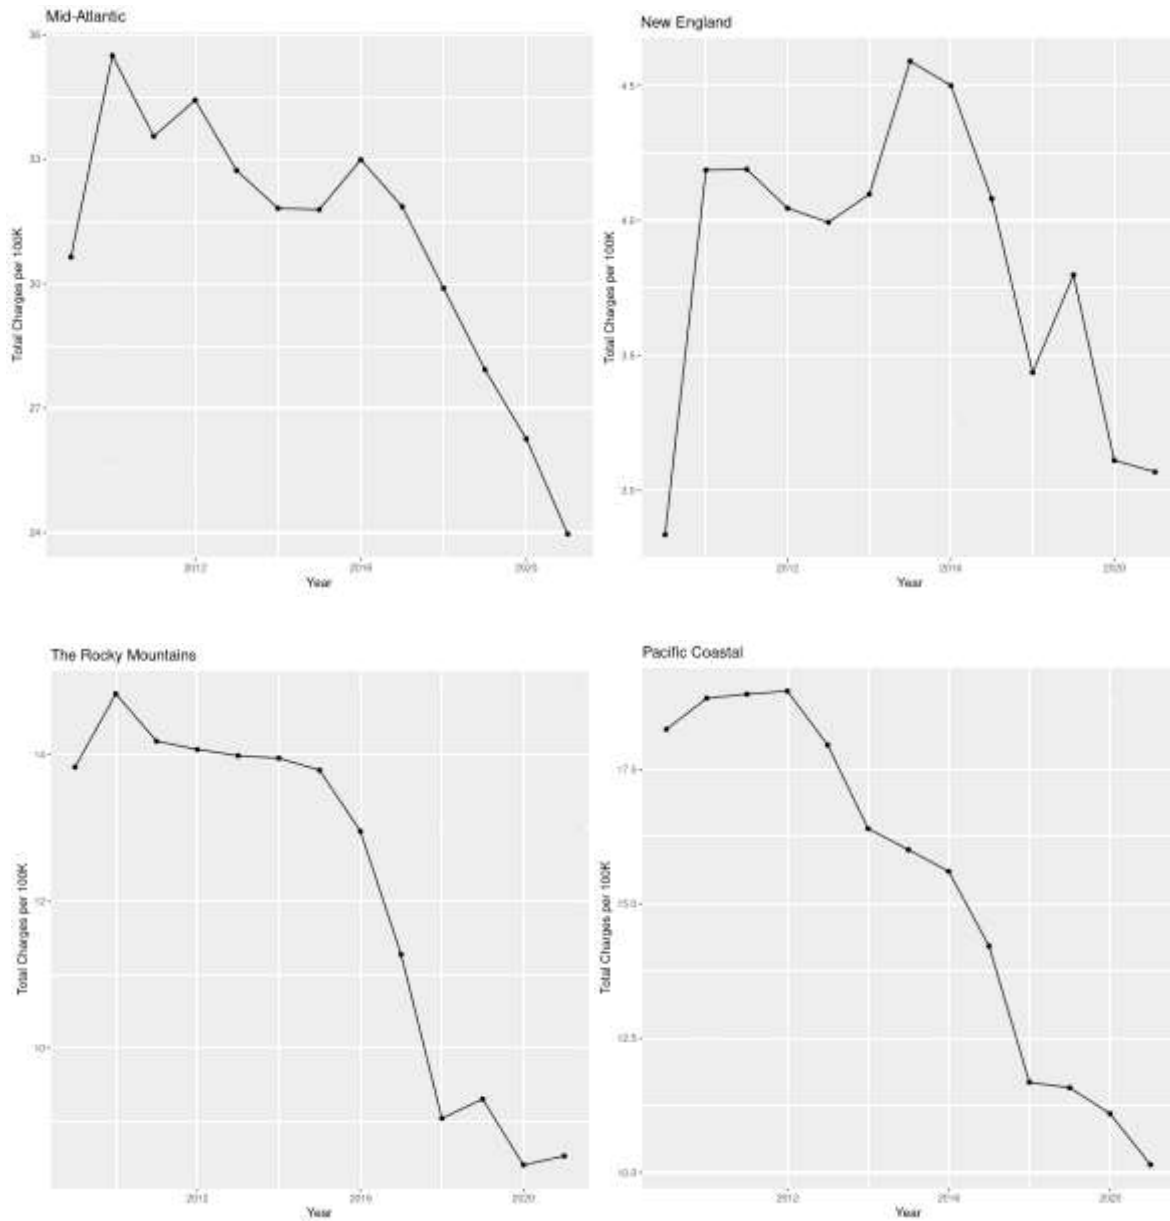 Mid-Atlantic
36
33
30
27
24
Total Charges per 100K
2012
2016
2020
Year
New England
4.5
4.0
3.5
3.0
Total Charges per 100K
2012
2016
2020
Year
The Rocky Mountains
14
12
10
Total Charges per 100K
2012
2016
2020
Year
Pacific Coastal
17.5
15.0
12.5
10.0
Total Charges per 100K
2012
2016
2020
Year